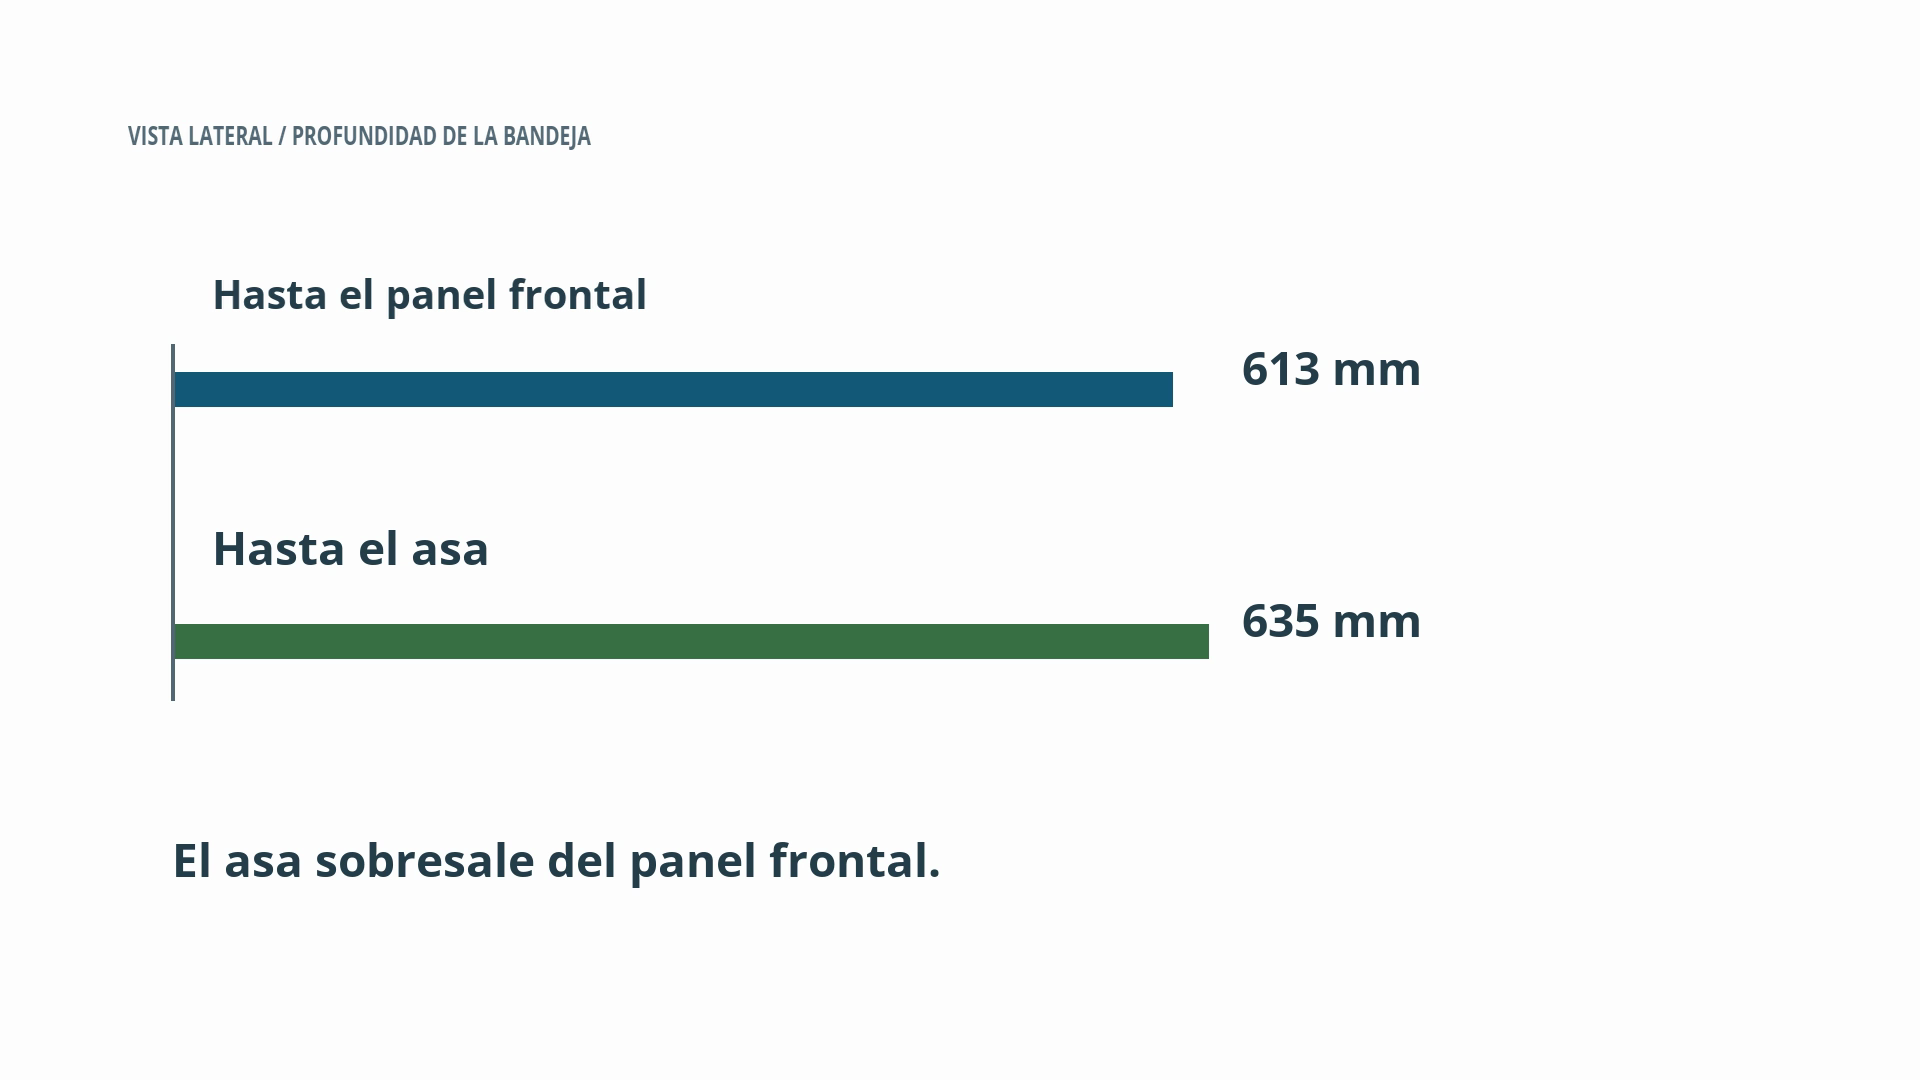 VISTA LATERAL / PROFUNDIDAD DE LA BANDEJA
Hasta el panel frontal
613 mm
Hasta el asa
635 mm
El asa sobresale del panel frontal.